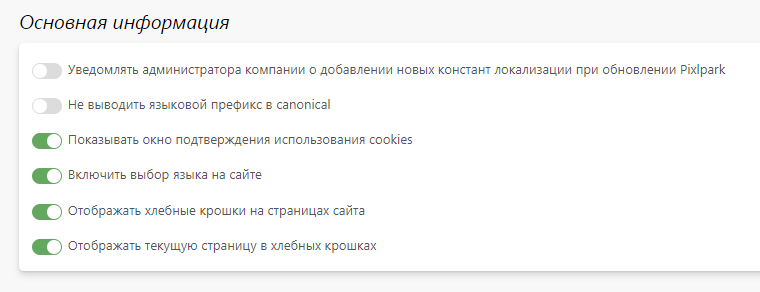 Основная информация
Уведомлять администратора компании о добавлении новых констант локализации при обновлении Pixlpark
Не выводить языковой префикс в canonical
Показывать окно подтверждения использования cookies
Включить выбор языка на сайте
Отображать хлебные крошки на страницах сайта
Отображать текущую страницу в хлебных крошках